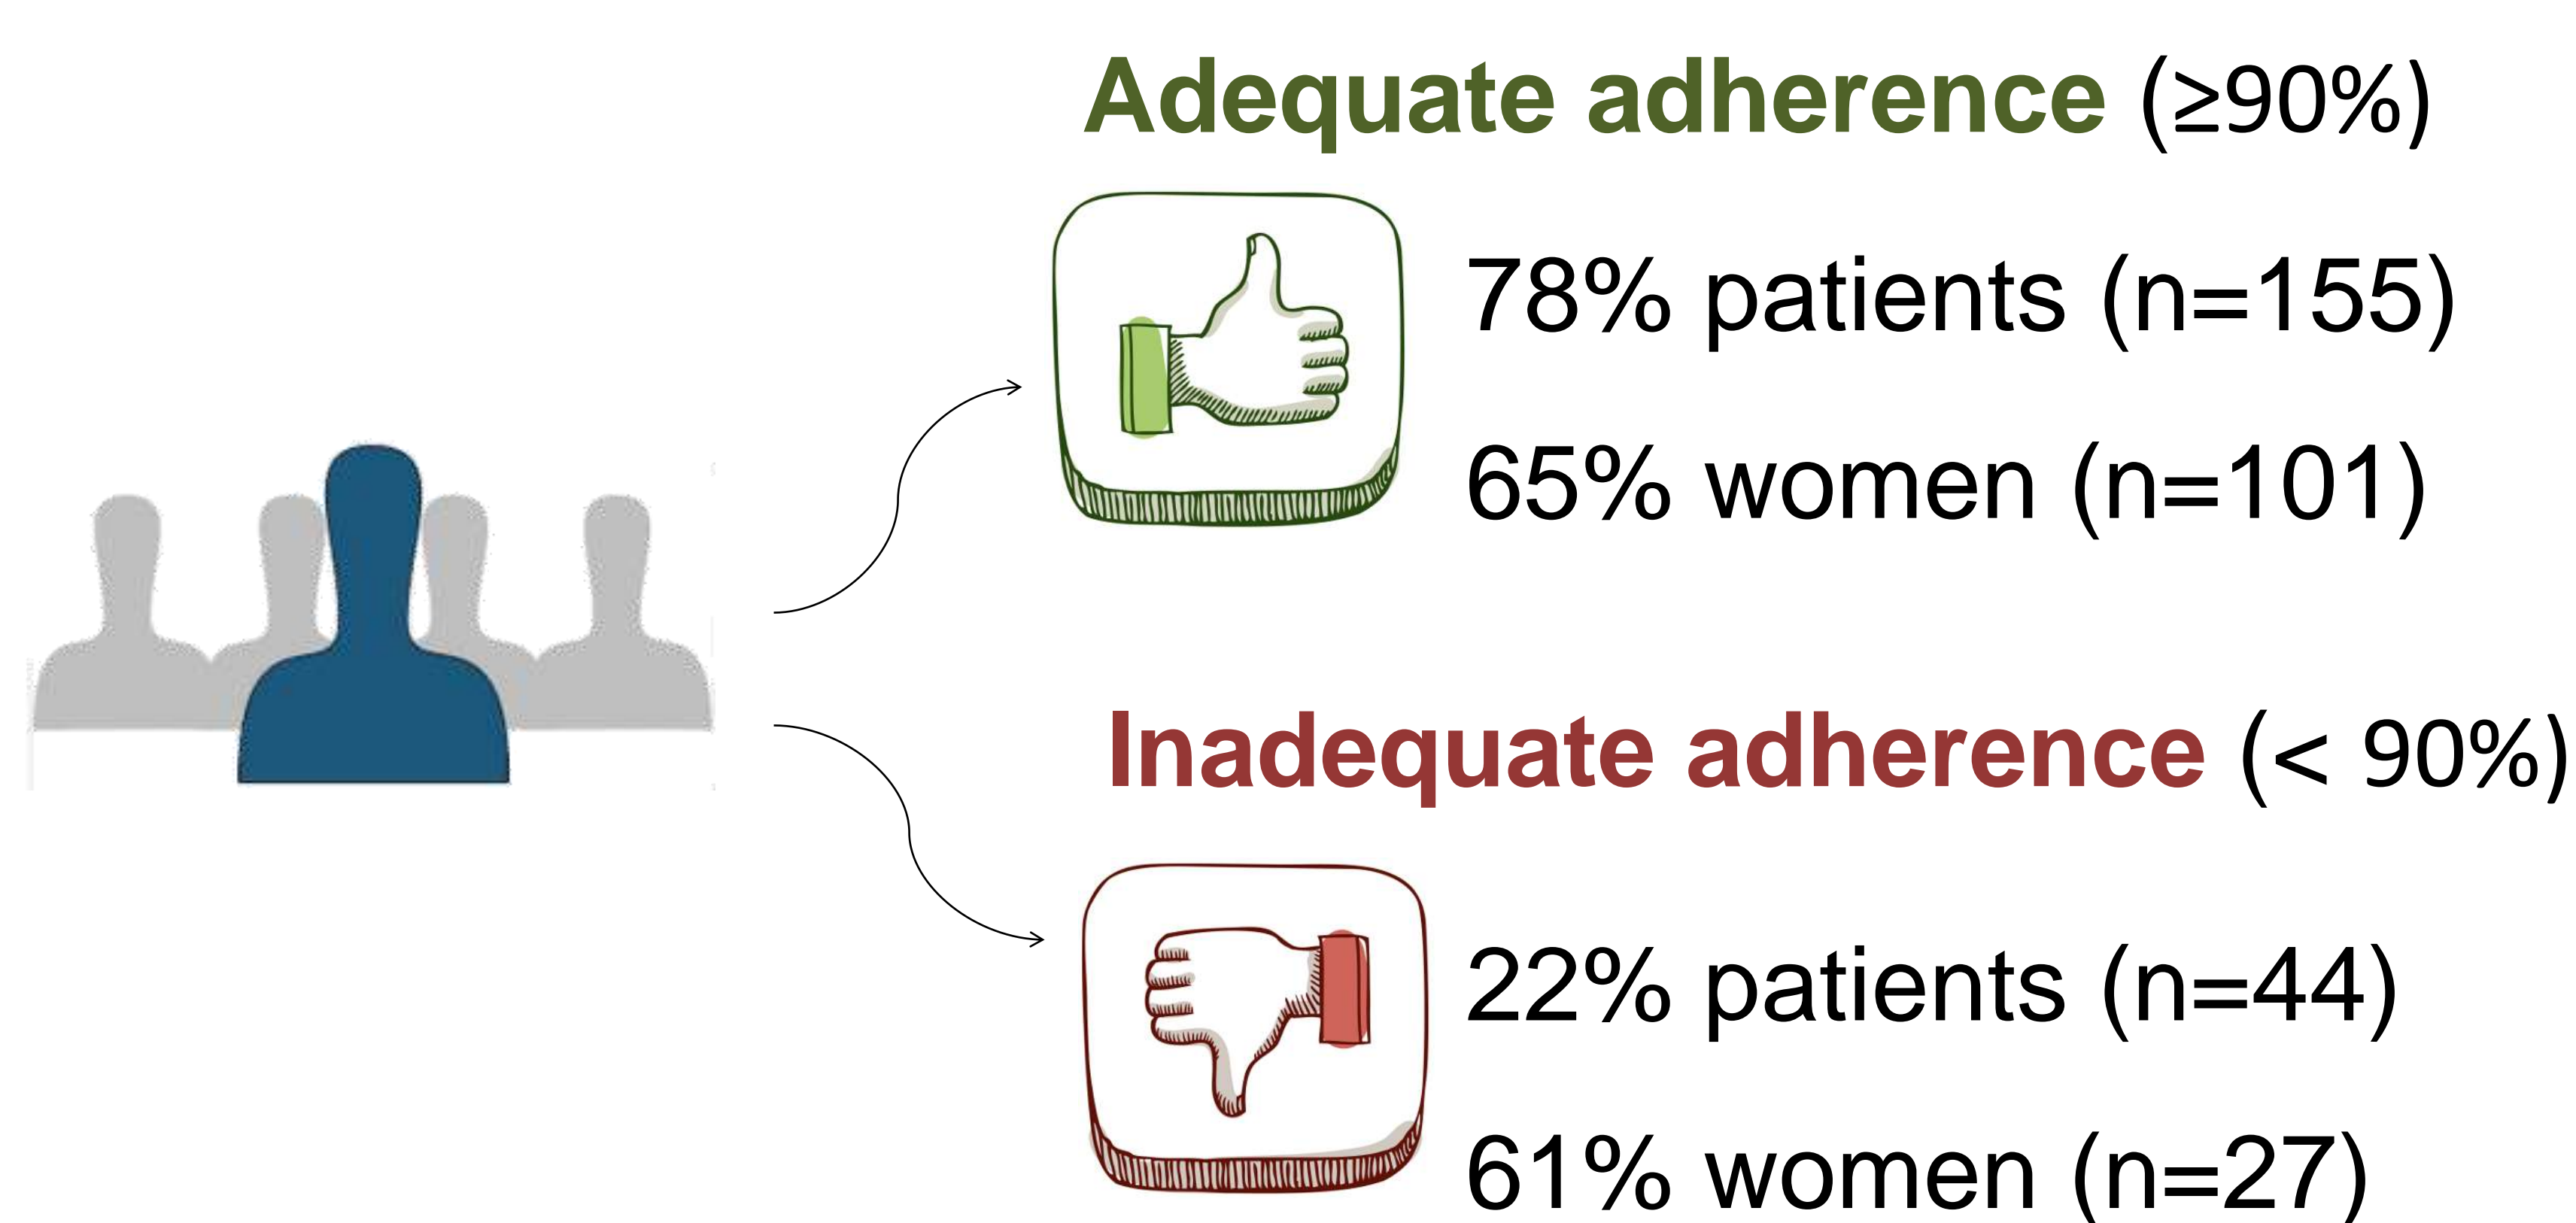 Adequate adherence (≥90%)
78% patients (n=155)
65% women (n=101)
Inadequate adherence (< 90%)
22% patients (n=44)
61% women (n=27)